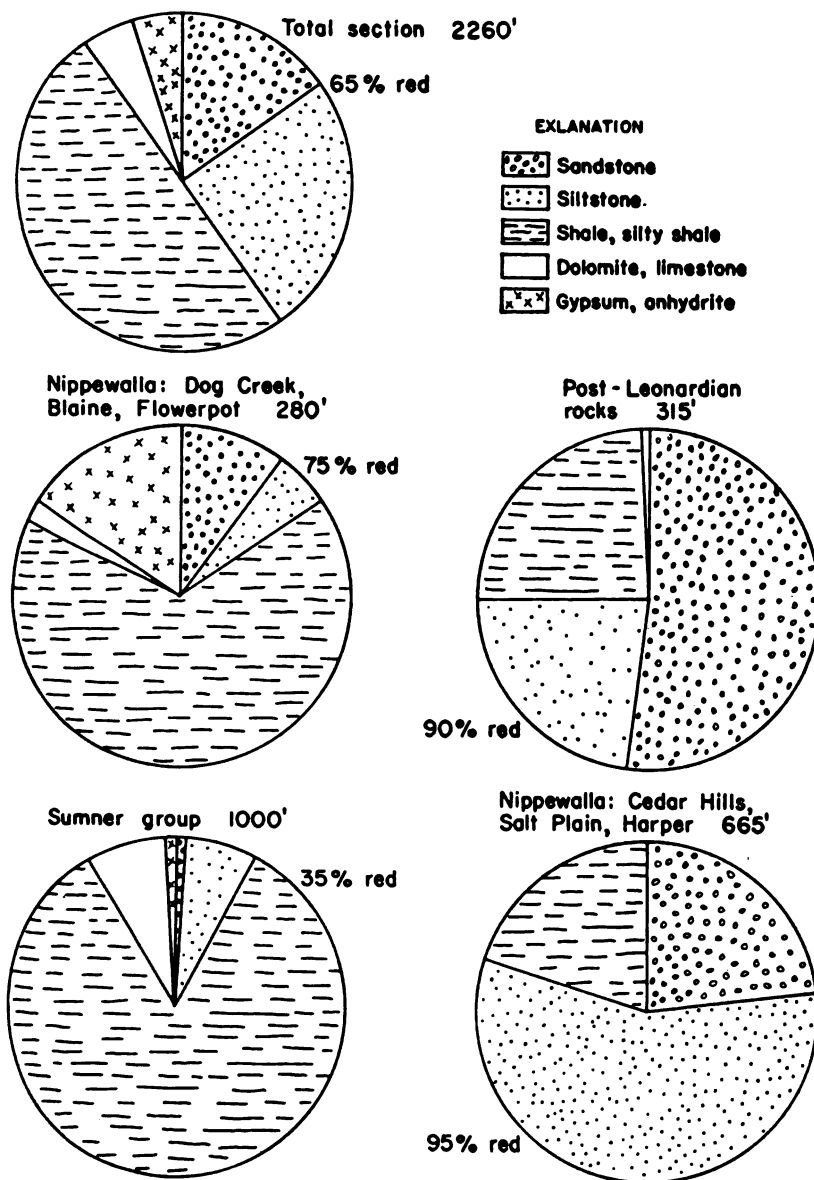 Total section 2260'
65% red
EXLANATION
Sandstone
Siltstone.
Shale, silty shale
Dolomite, limestone
Gypsum, anhydrite
Nippewalla: Dog Creek,
Blaine, Flowerpot 280'
75% red
Post-Leonardian
rocks 315'
90% red
Sumner group 1000'
35% red
Nippewalla: Cedar Hills,
Salt Plain, Harper 665'
95% red